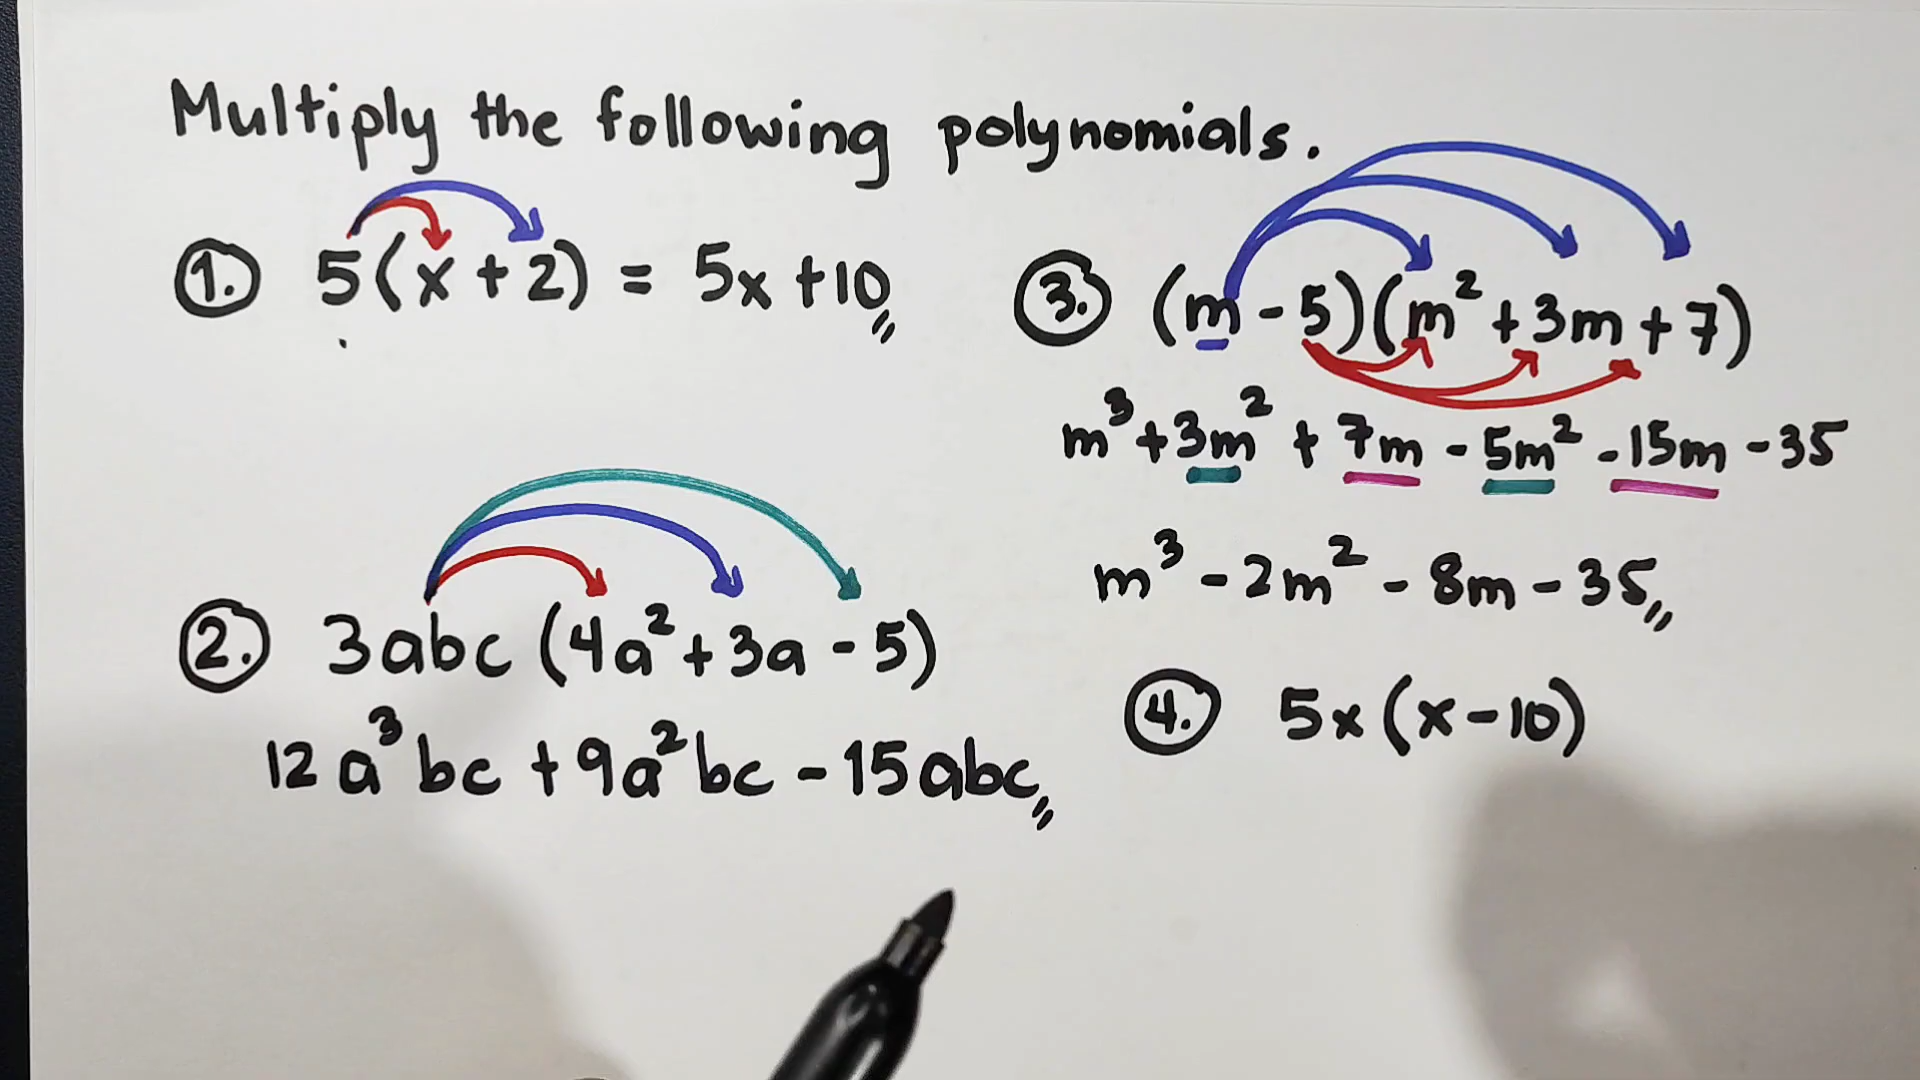 Multiply the following polynomials.
1. 5(x+2) = 5x +10
2. 3abc (4a² + 3a - 5)
12a³bc + 9a²bc - 15abc
3. (m - 5)(m² + 3m + 7)
m³ + 3m² + 7m - 5m² - 15m - 35
m³ - 2m² - 8m - 35
4. 5x(x-10)